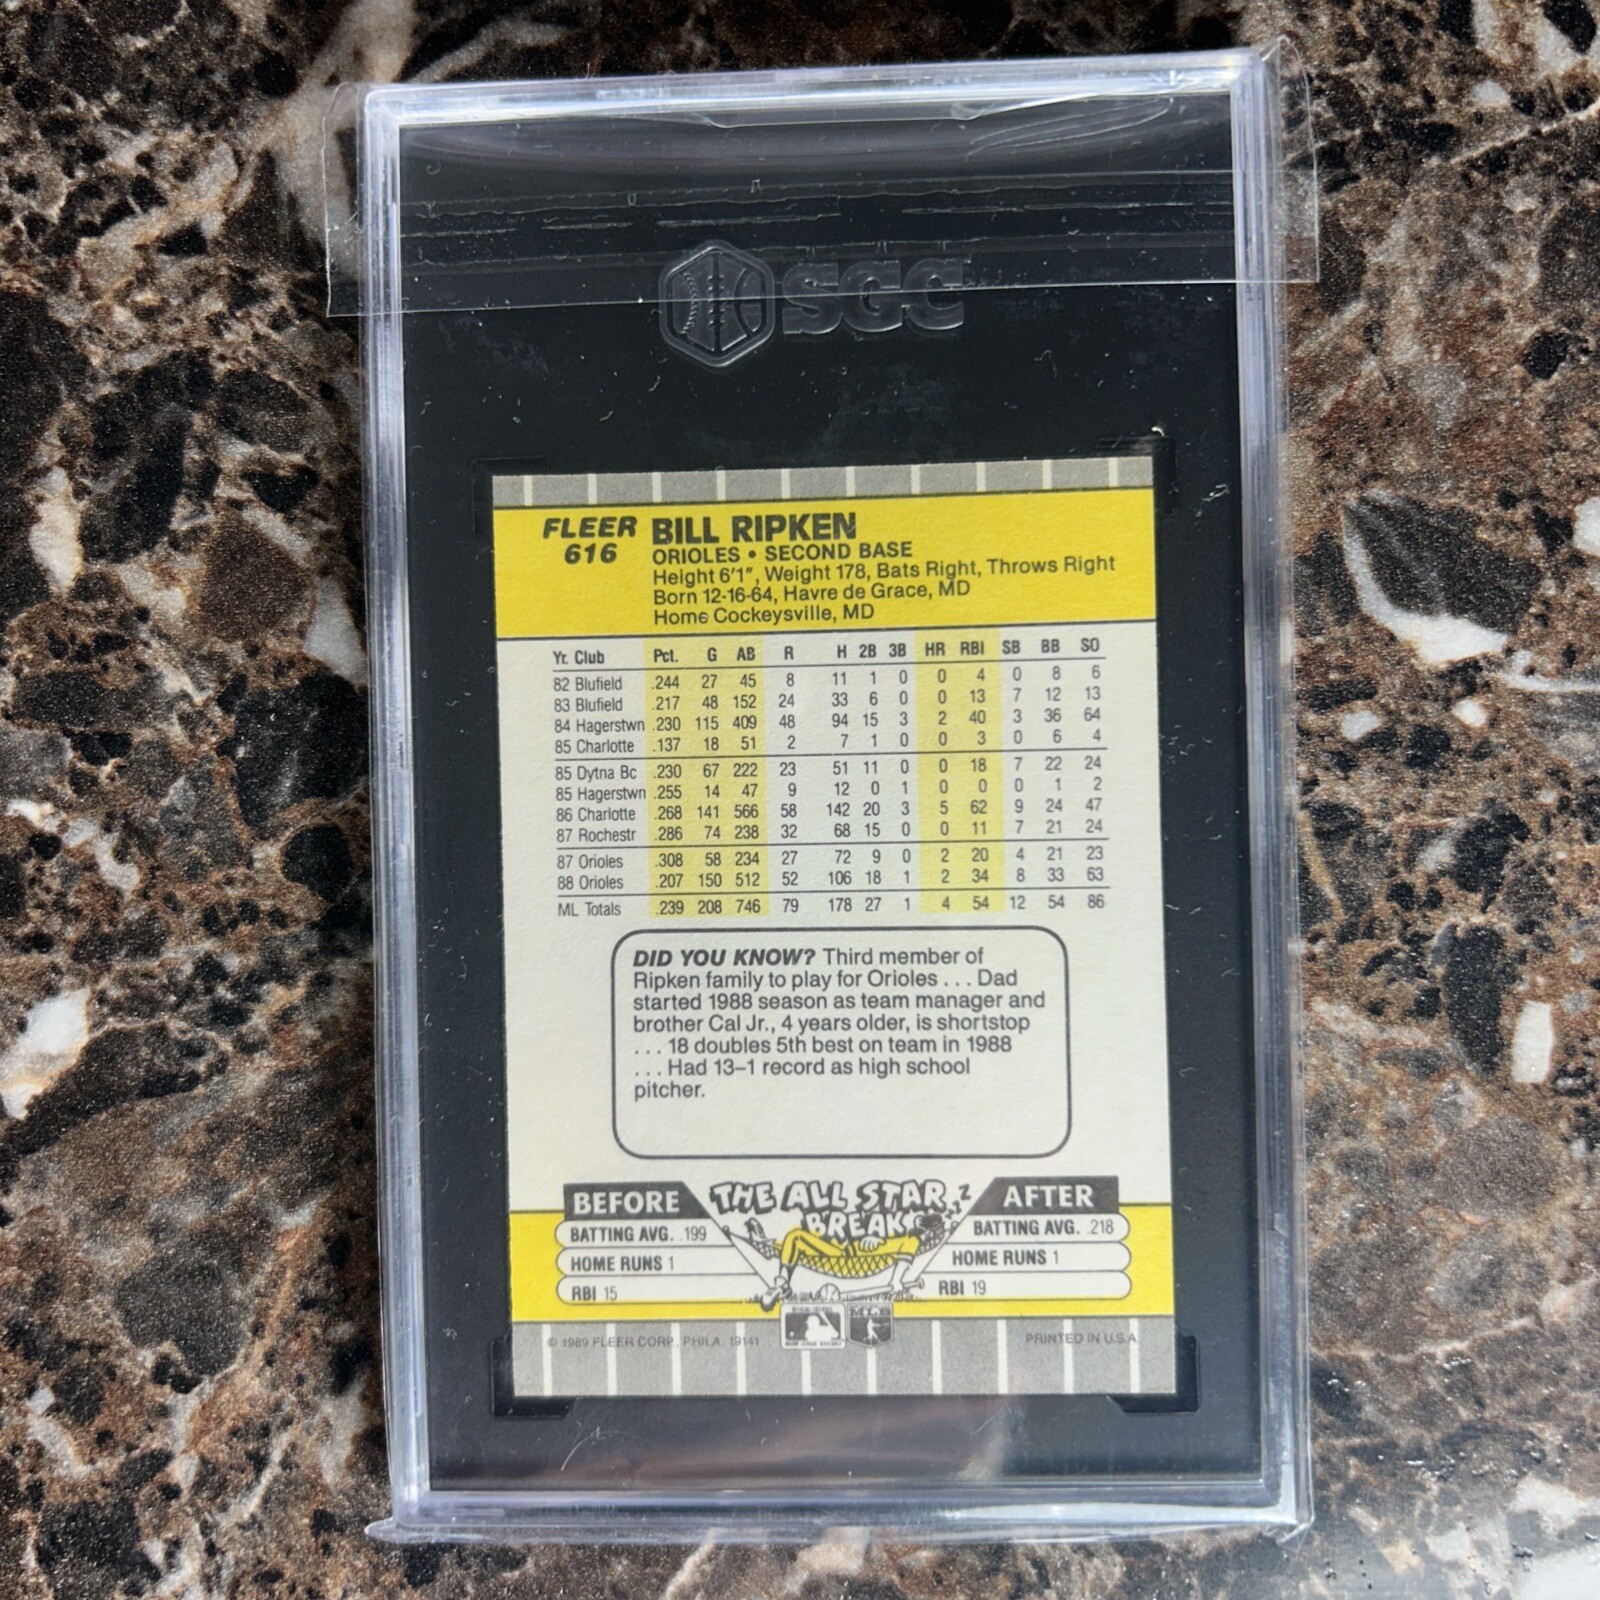 SGC
FLEER
616
BILL RIPKEN
ORIOLES • SECOND BASE
Height 6'1", Weight 178, Bats Right, Throws Right
Born 12-16-64, Havre de Grace, MD
Home Cockeysville, MD
Yr. Club Pct. G AB R H 2B 3B HR RBI SB BB SO
82 Blufield .244 27 45 8 11 1 0 0 4 0 8 6
83 Blufield .217 48 152 24 33 6 0 0 13 7 12 13
84 Hagerstwn .230 115 409 48 94 15 3 2 40 3 36 64
85 Charlotte .137 18 51 2 7 1 0 0 3 0 6 4
85 Dytna Bc .230 67 222 23 51 11 0 0 18 7 22 24
85 Hagerstwn .255 14 47 9 12 0 1 0 0 0 1 2
86 Charlotte .268 141 566 58 142 20 3 5 62 9 24 47
87 Rochestr .286 74 238 32 68 15 0 0 11 7 21 24
87 Orioles .308 58 234 27 72 9 0 2 20 4 21 23
88 Orioles .207 150 512 52 106 18 1 2 34 8 33 63
ML Totals .239 208 746 79 178 27 1 4 54 12 54 86
DID YOU KNOW? Third member of
Ripken family to play for Orioles . . . Dad
started 1988 season as team manager and
brother Cal Jr., 4 years older, is shortstop
. . . 18 doubles 5th best on team in 1988
. . . Had 13–1 record as high school
pitcher.
BEFORE
THE ALL STAR
BREAK
Z
AFTER
BATTING AVG. .199
HOME RUNS 1
RBI 15
BATTING AVG. .218
HOME RUNS 1
RBI 19
© 1989 FLEER CORP., PHILA. 19141
MLB
PRINTED IN U.S.A.